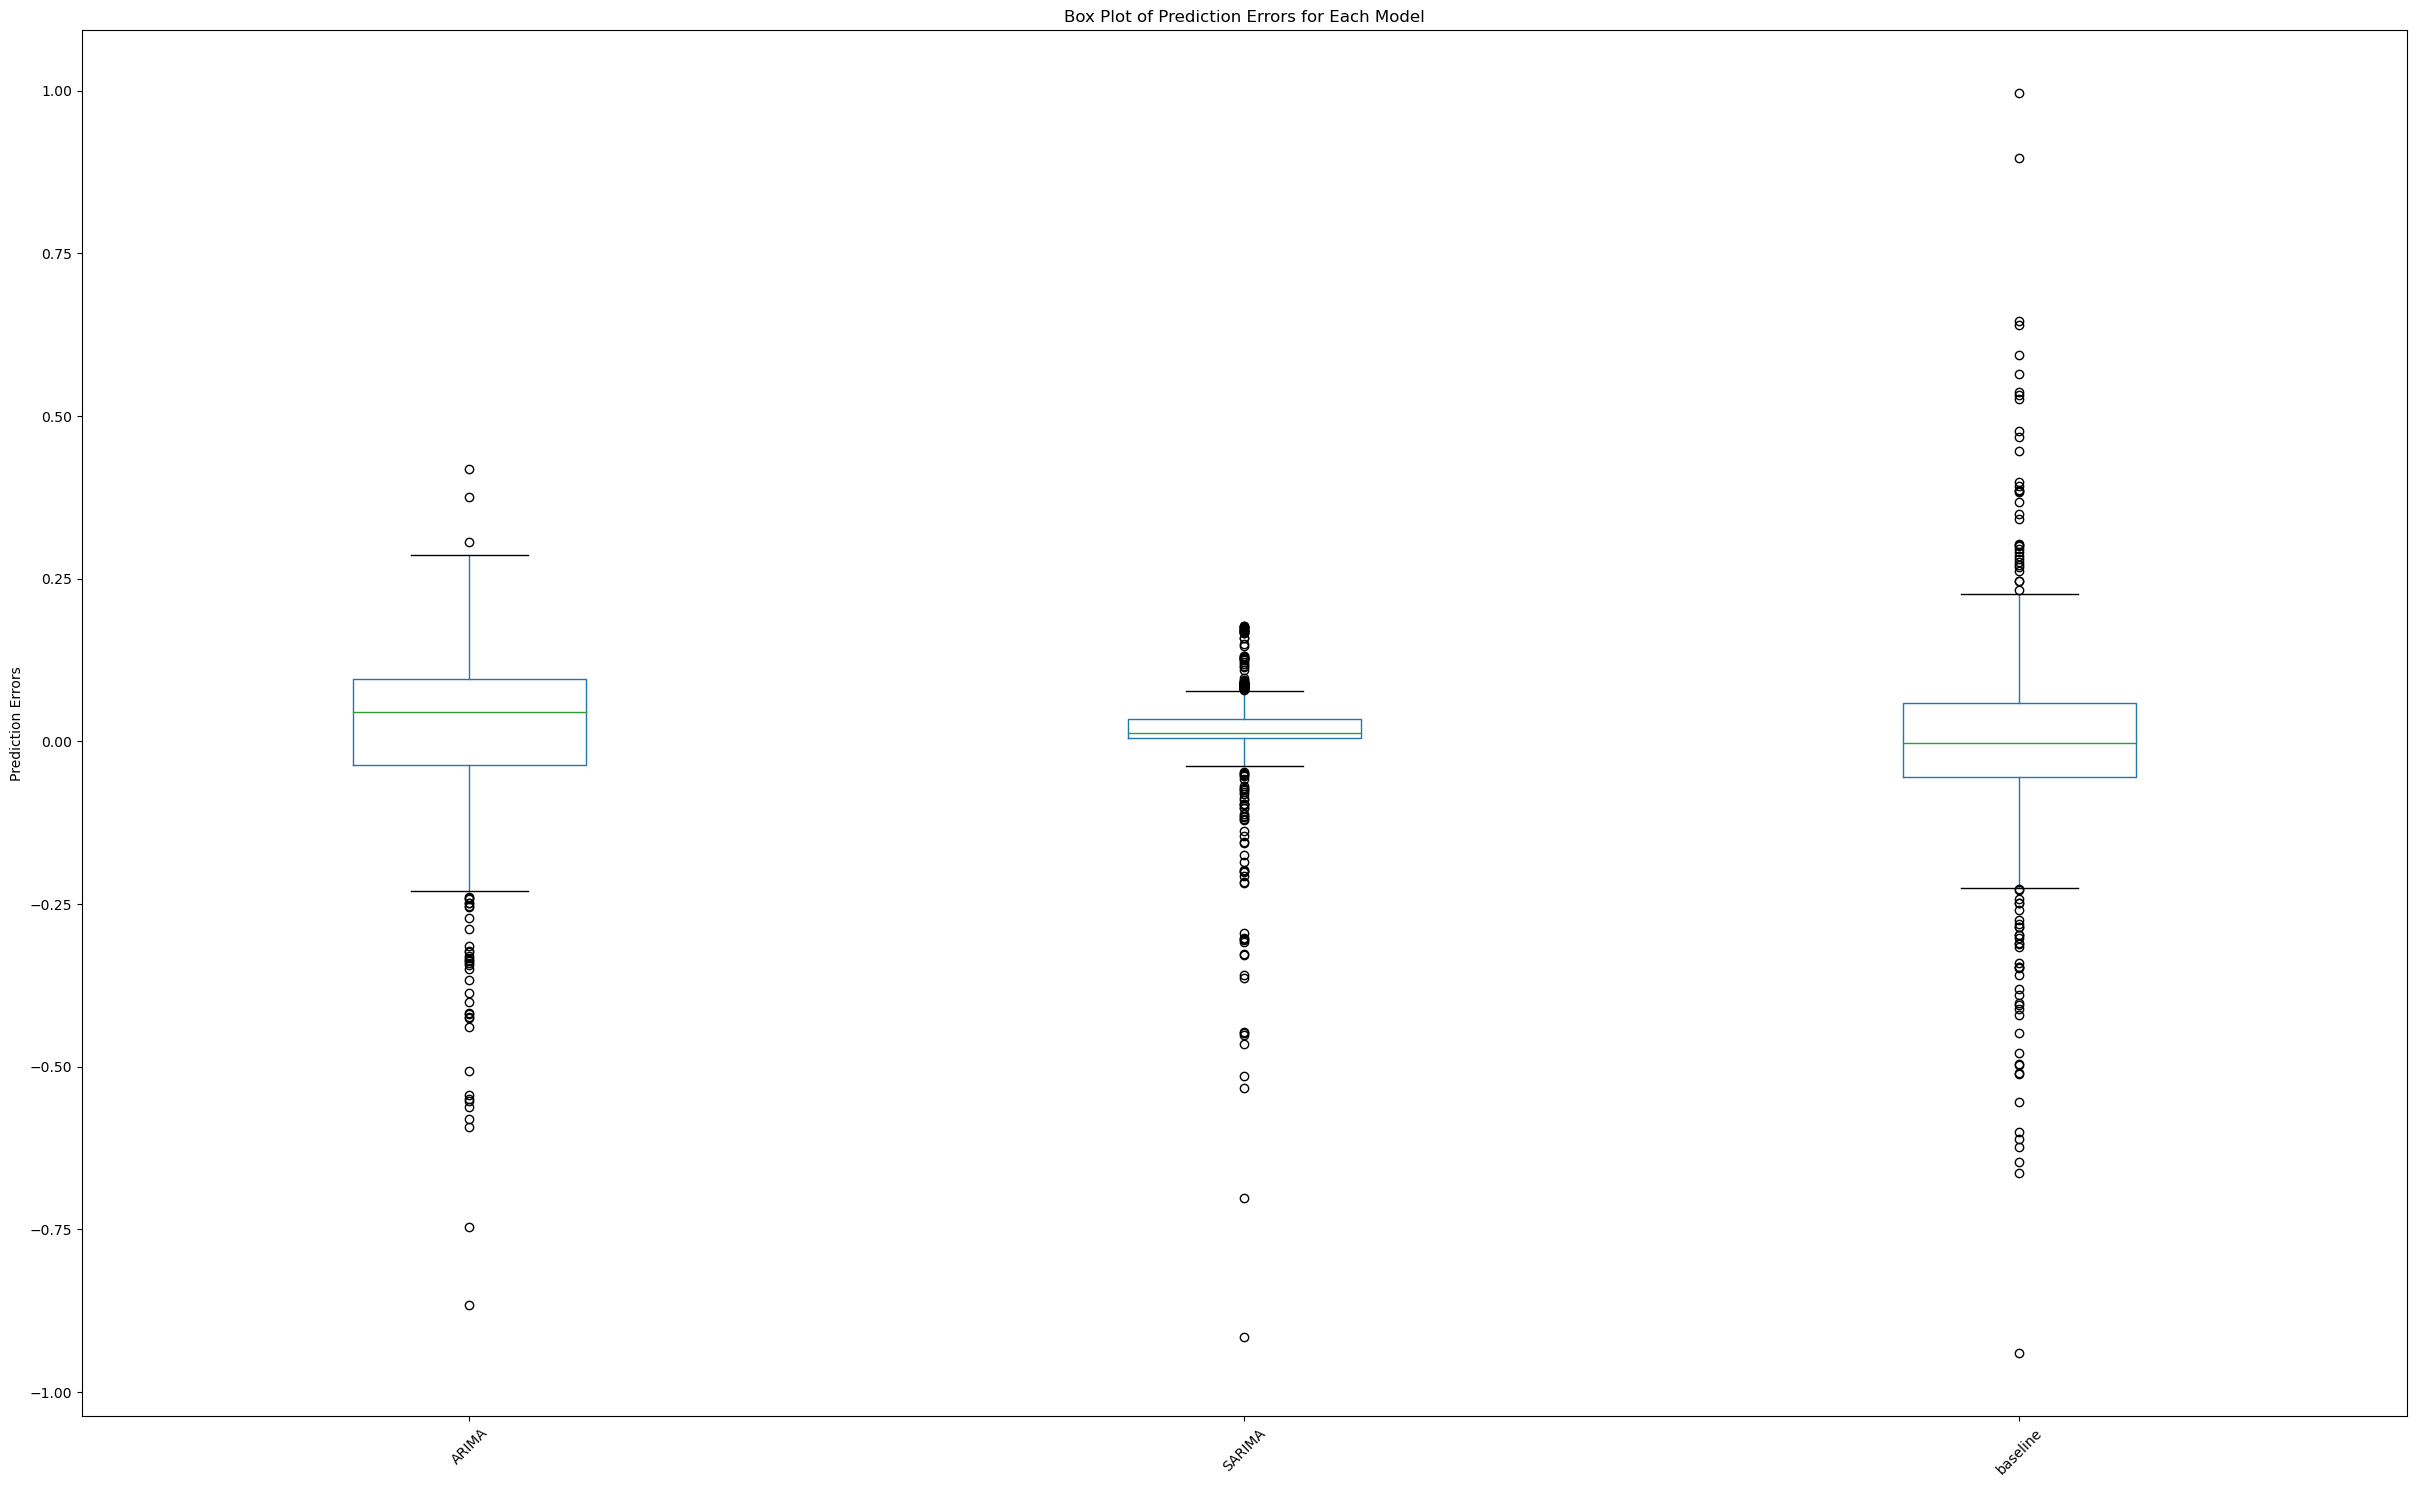 Box Plot of Prediction Errors for Each Model
1.00
0.75
0.50
0.25
0.00
−0.25
−0.50
−0.75
−1.00
Prediction Errors
ARIMA
SARIMA
baseline